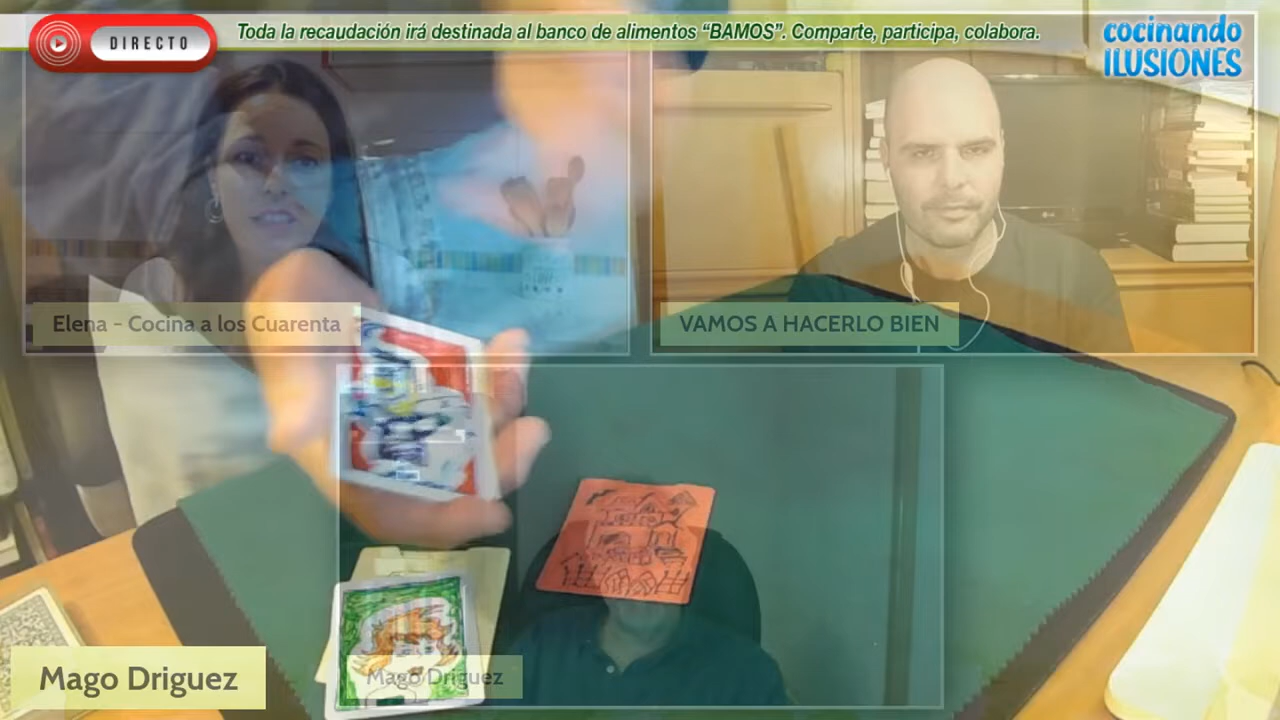 DIRECTO
Toda la recaudación irá destinada al banco de alimentos “BAMOS”. Comparte, participa, colabora.
cocinando
ILUSIONES
Elena - Cocina a los Cuarenta
VAMOS A HACERLO BIEN
Mago Driguez
Mago Driguez